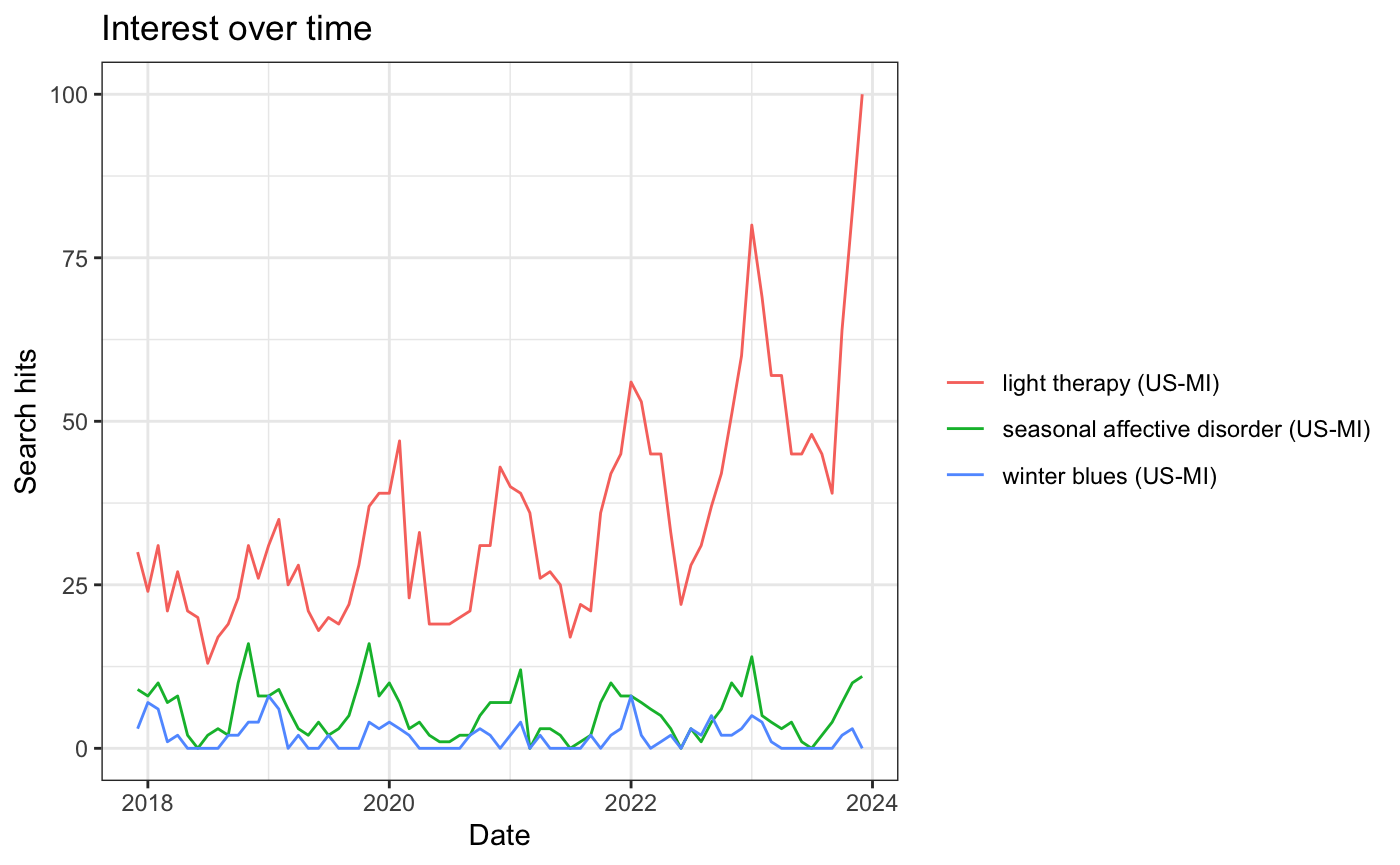 Interest over time
100
75
50
25
0
Search hits
2018
2020
2022
2024
Date
light therapy (US-MI)
seasonal affective disorder (US-MI)
winter blues (US-MI)